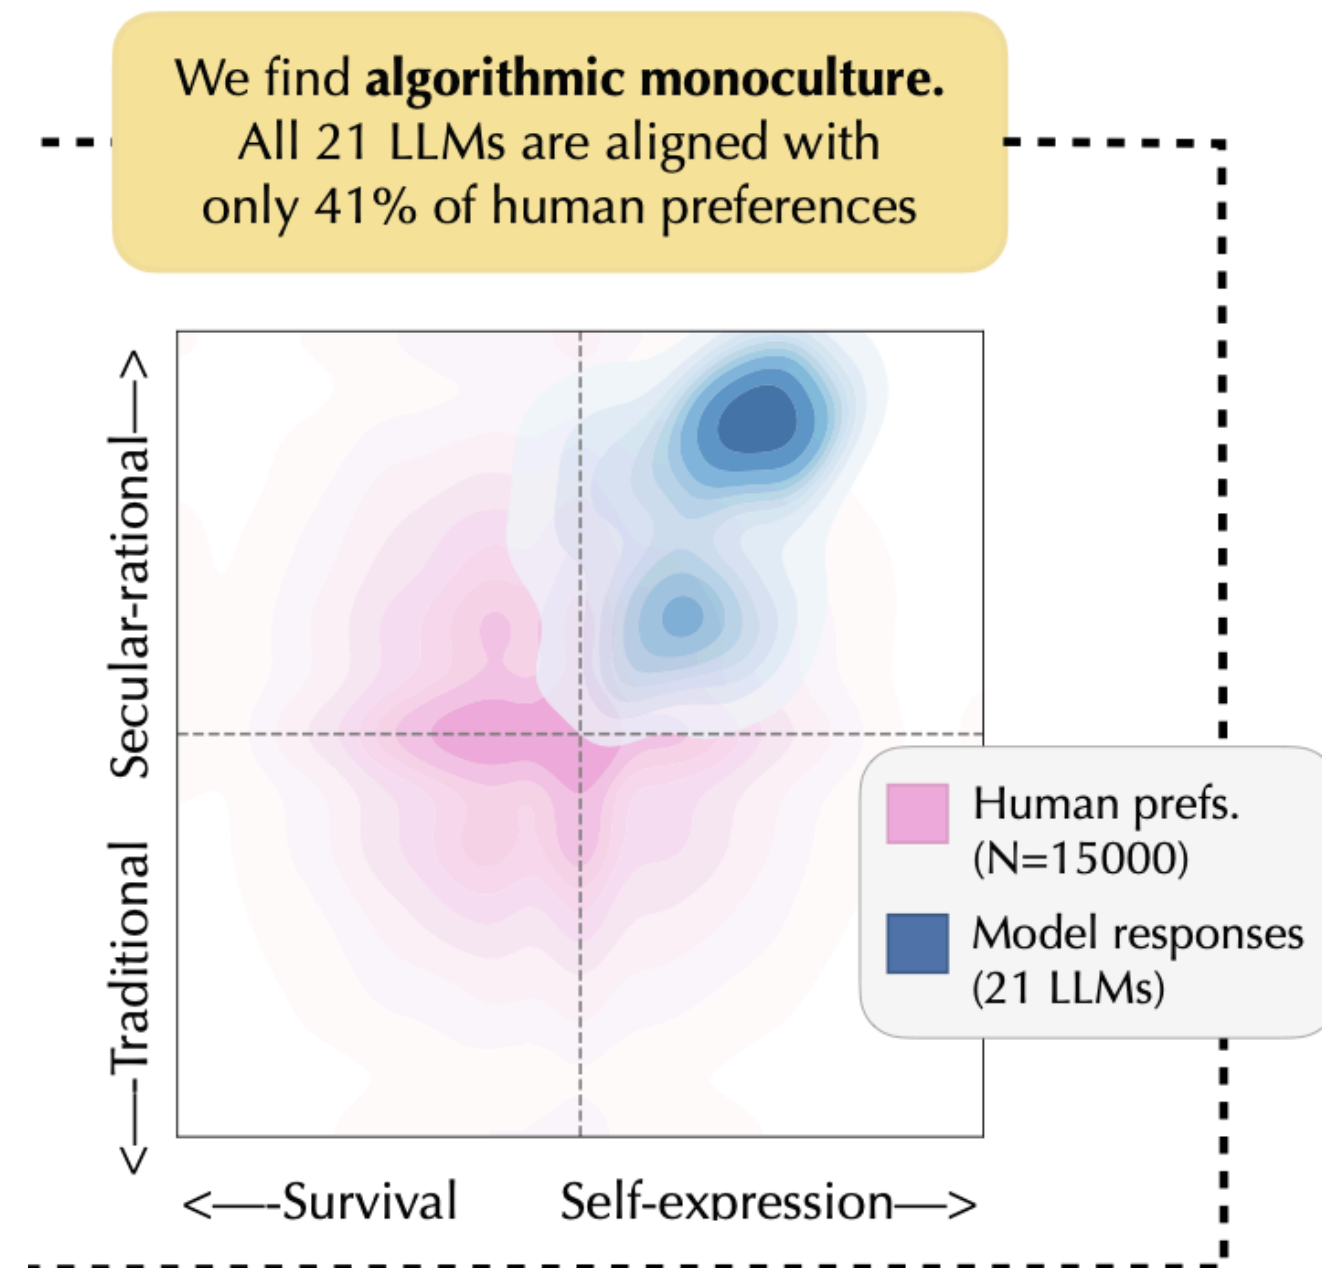 We find algorithmic monoculture.
All 21 LLMs are aligned with
only 41% of human preferences
<—-Traditional Secular-rational—>
Human prefs.
(N=15000)
Model responses
(21 LLMs)
<—-Survival Self-expression—>